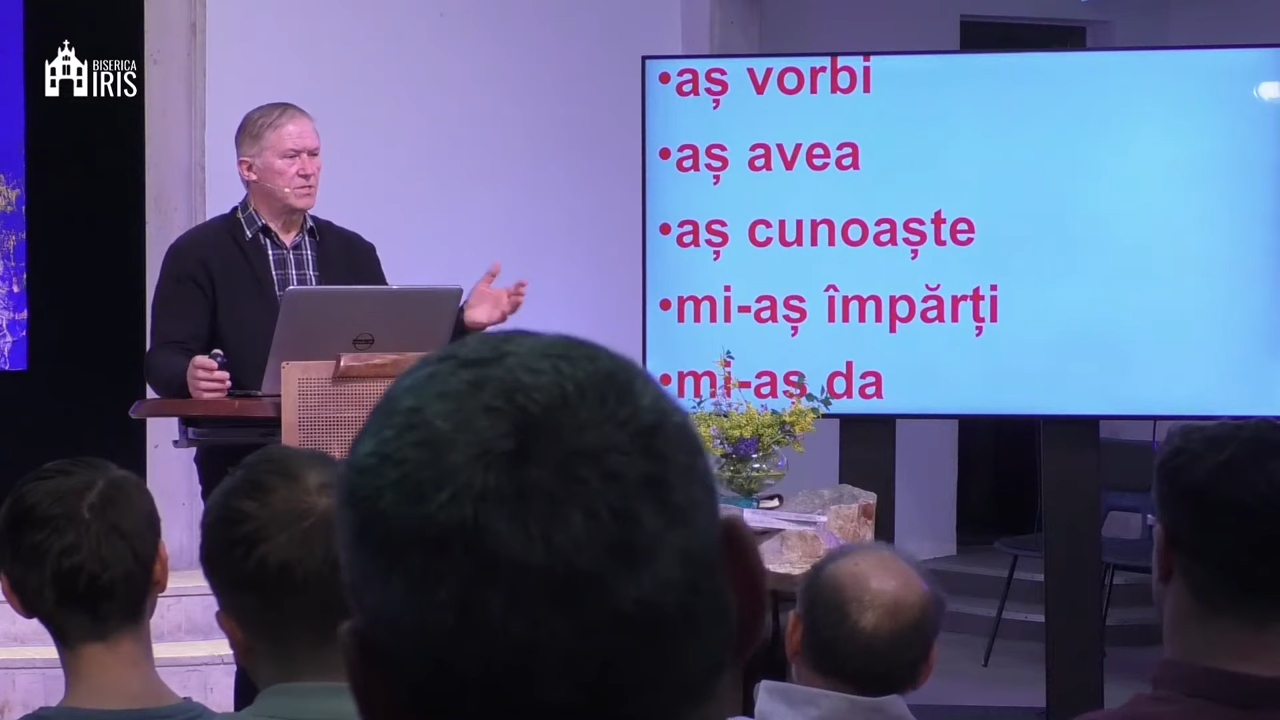 BISERICA
IRIS
•aș vorbi
•aș avea
•aș cunoaște
•mi-aș împărți
•mi-aș da